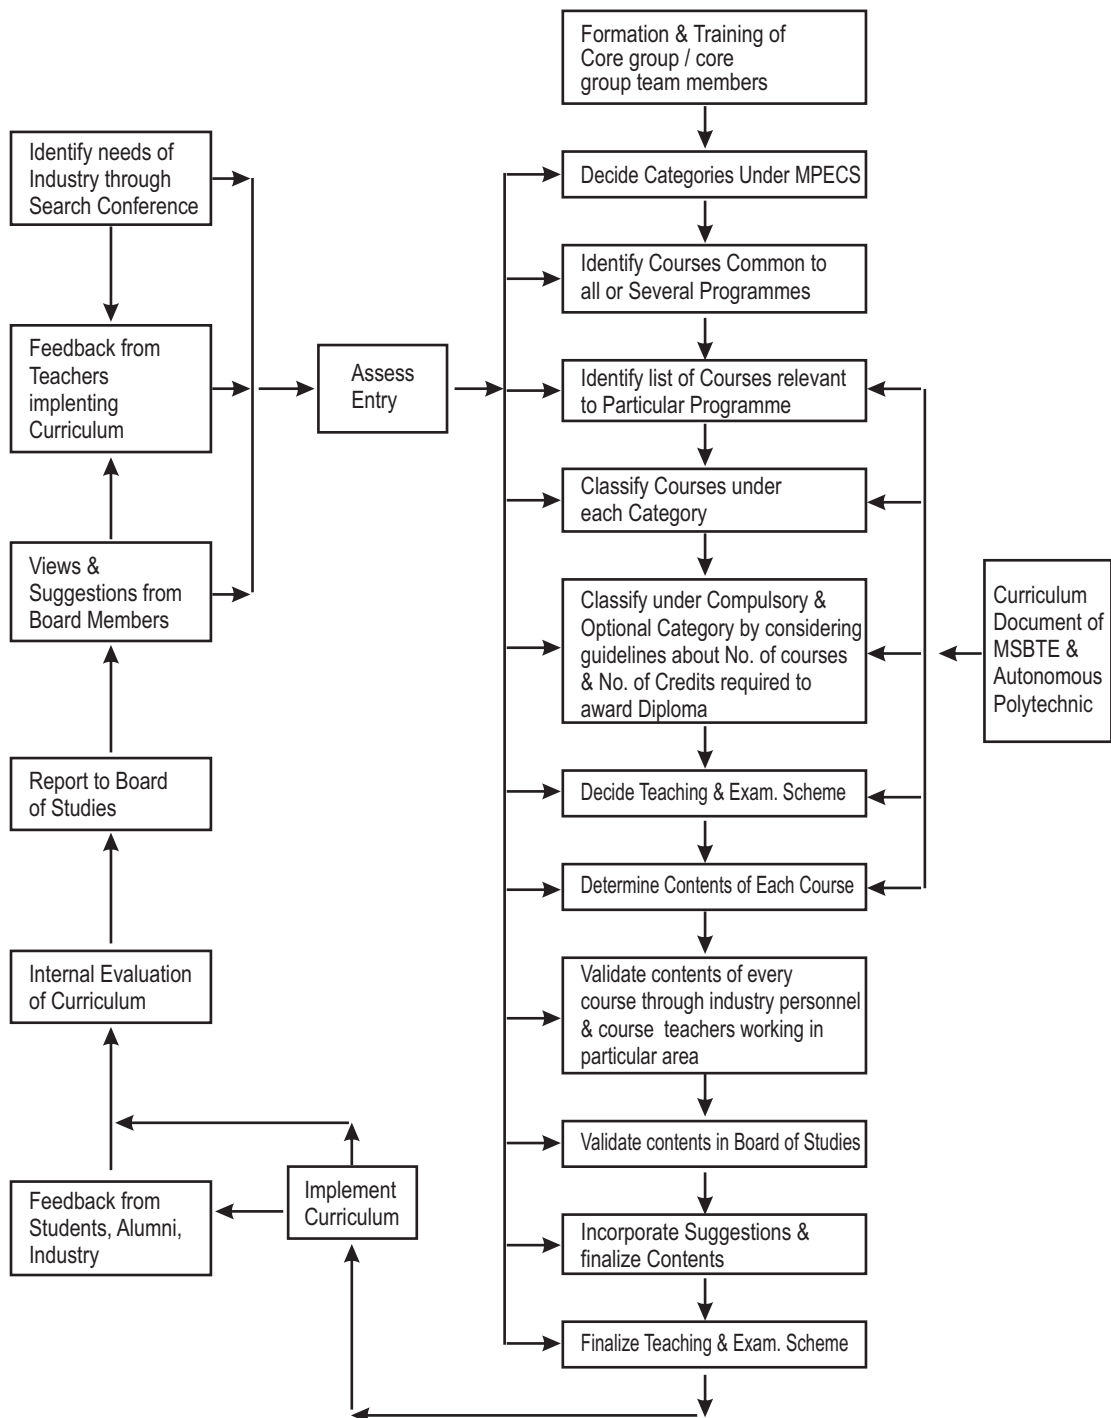 Formation & Training of
Core group / core
group team members
Identify needs of
Industry through
Search Conference
Decide Categories Under MPECS
Identify Courses Common to
all or Several Programmes
Feedback from
Teachers
implenting
Curriculum
Assess
Entry
Identify list of Courses relevant
to Particular Programme
Classify Courses under
each Category
Views &
Suggestions from
Board Members
Classify under Compulsory &
Optional Category by considering
guidelines about No. of courses
& No. of Credits required to
award Diploma
Curriculum
Document of
MSBTE &
Autonomous
Polytechnic
Report to Board
of Studies
Decide Teaching & Exam. Scheme
Determine Contents of Each Course
Internal Evaluation
of Curriculum
Validate contents of every
course through industry personnel
& course teachers working in
particular area
Validate contents in Board of Studies
Feedback from
Students, Alumni,
Industry
Implement
Curriculum
Incorporate Suggestions &
finalize Contents
Finalize Teaching & Exam. Scheme